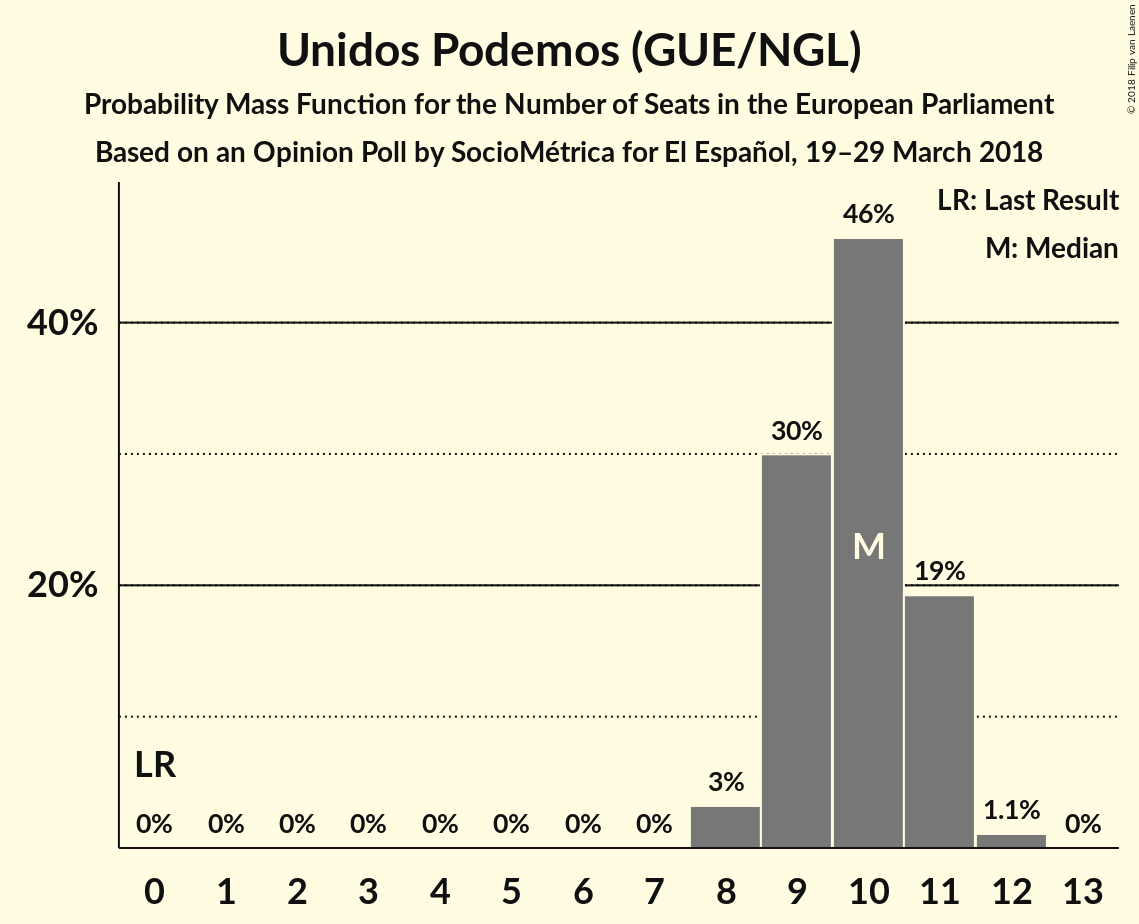 Unidos Podemos (GUE/NGL)
Probability Mass Function for the Number of Seats in the European Parliament
Based on an Opinion Poll by SocioMétrica for El Español, 19–29 March 2018
© 2018 Filip van Laenen
LR: Last Result
M: Median
46%
40%
30%
M
20%
19%
LR
0% 0% 0% 0% 0% 0% 0% 0% 3% 1.1% 0%
0 1 2 3 4 5 6 7 8 9 10 11 12 13